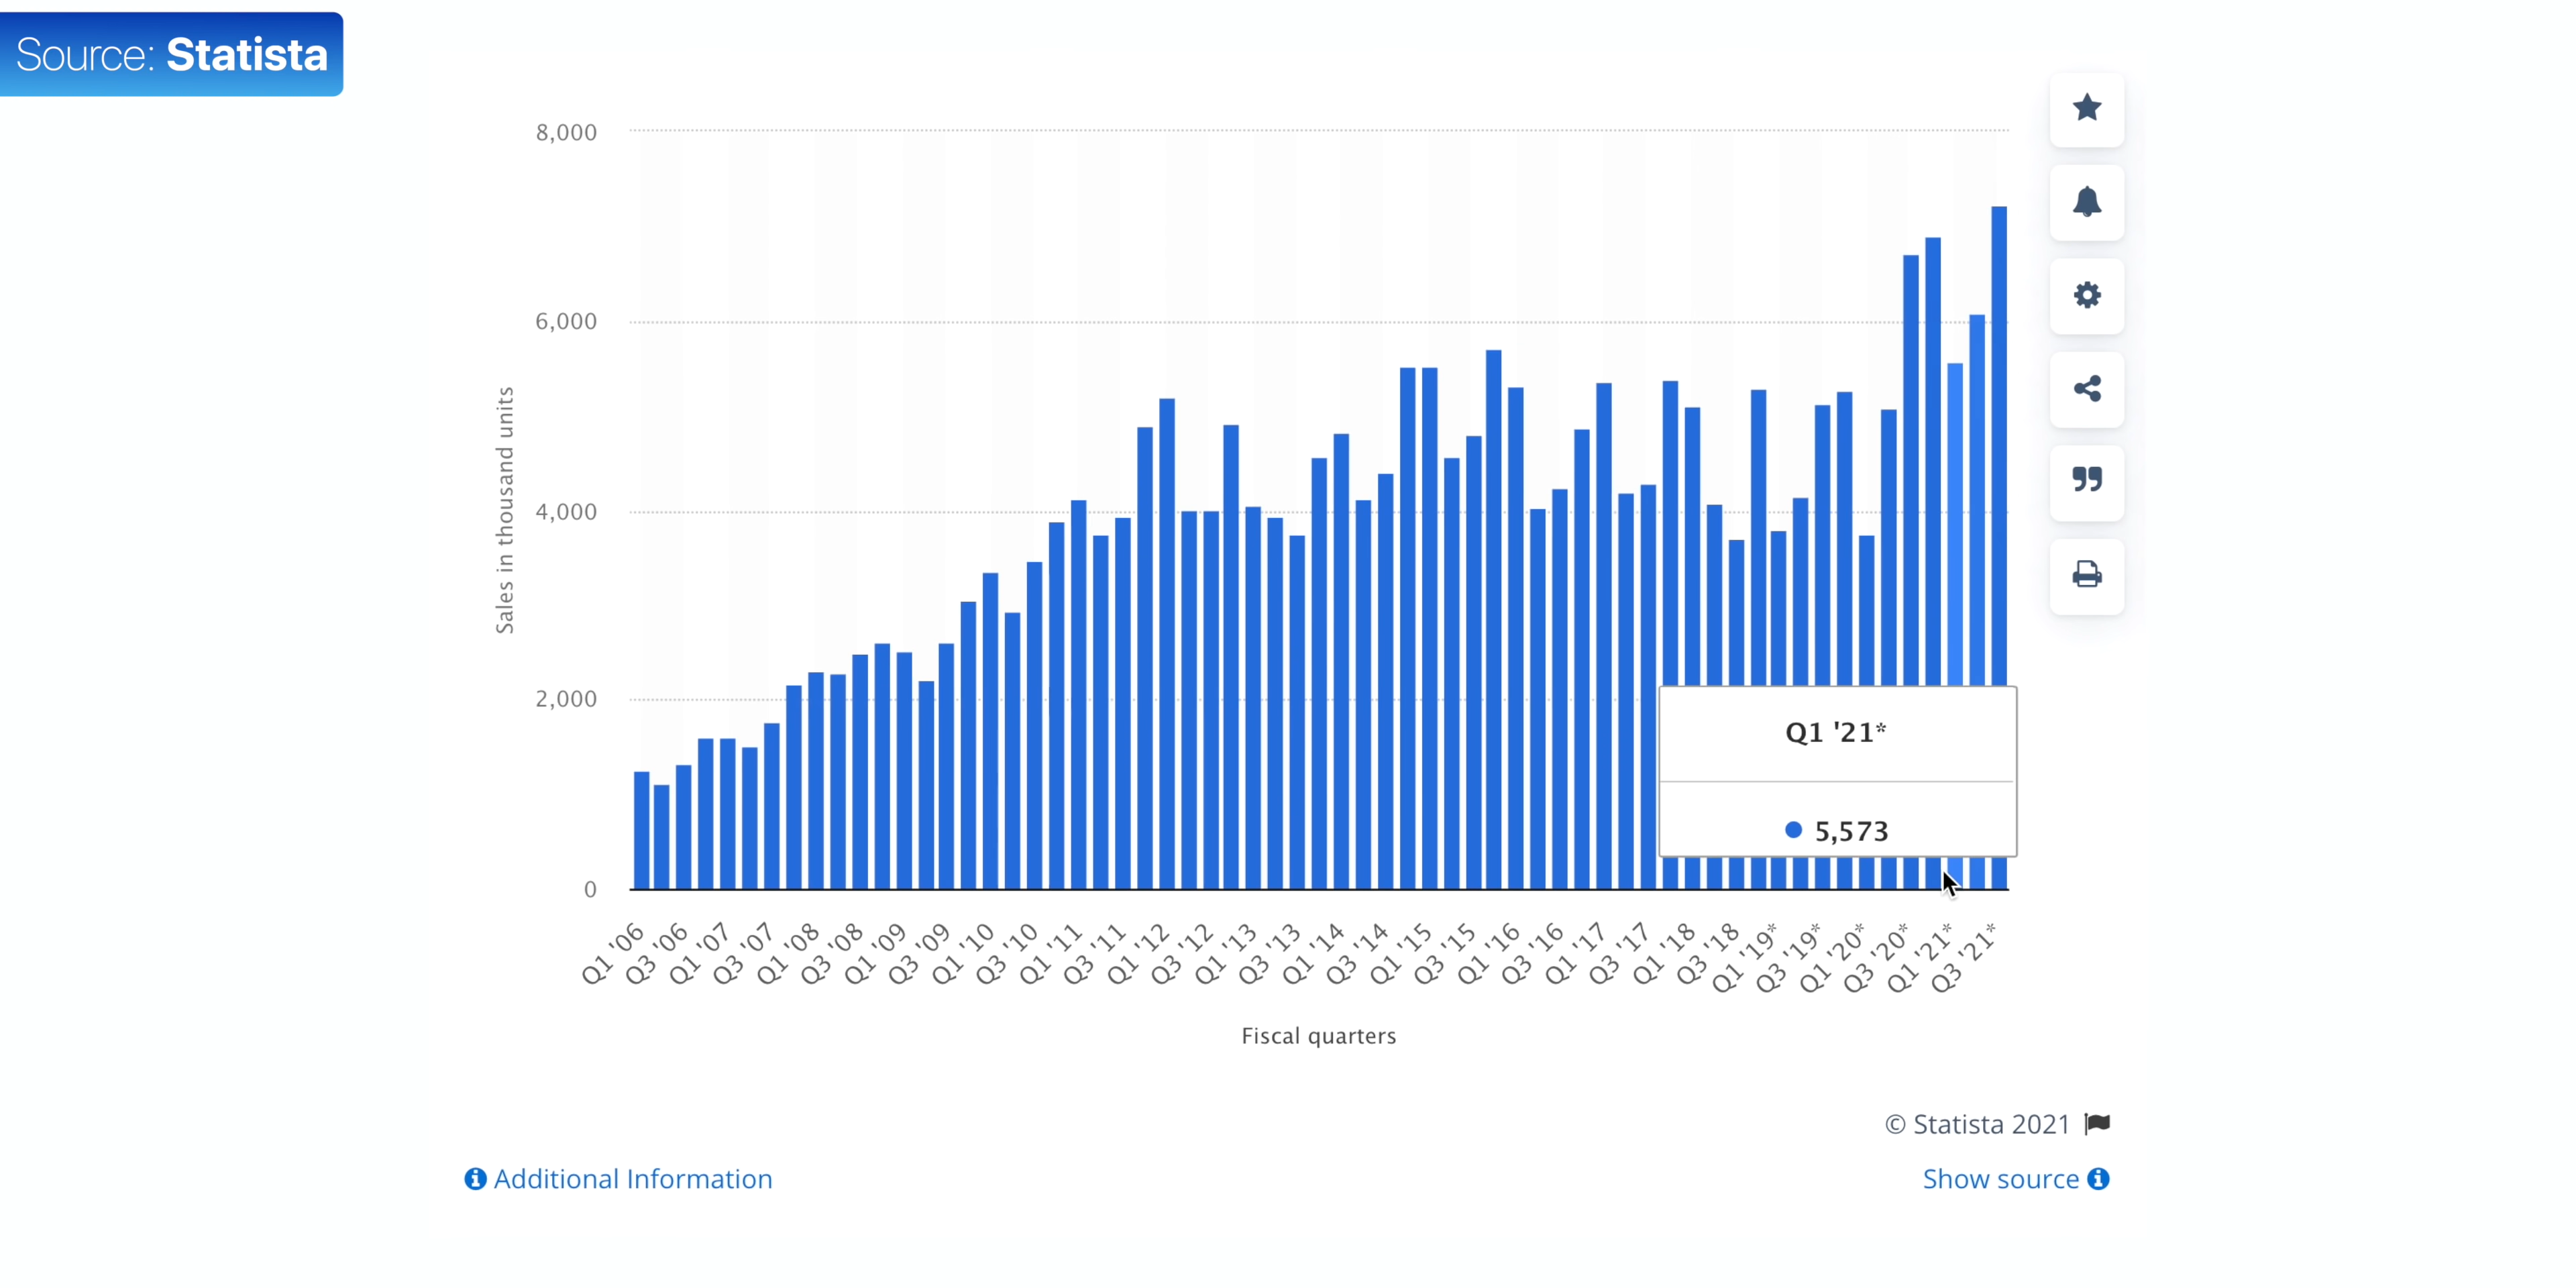 Source: Statista
8,000
6,000
4,000
2,000
0
Sales in thousand units
Q1 '21*
5,573
Q1 '06
Q3 '06
Q1 '07
Q3 '07
Q1 '08
Q3 '08
Q1 '09
Q3 '09
Q1 '10
Q3 '10
Q1 '11
Q3 '11
Q1 '12
Q3 '12
Q1 '13
Q3 '13
Q1 '14
Q3 '14
Q1 '15
Q3 '15
Q1 '16
Q3 '16
Q1 '17
Q3 '17
Q1 '18
Q3 '18
Q1 '19*
Q3 '19*
Q1 '20*
Q3 '20*
Q1 '21*
Q3 '21*
Fiscal quarters
© Statista 2021
Additional Information
Show source